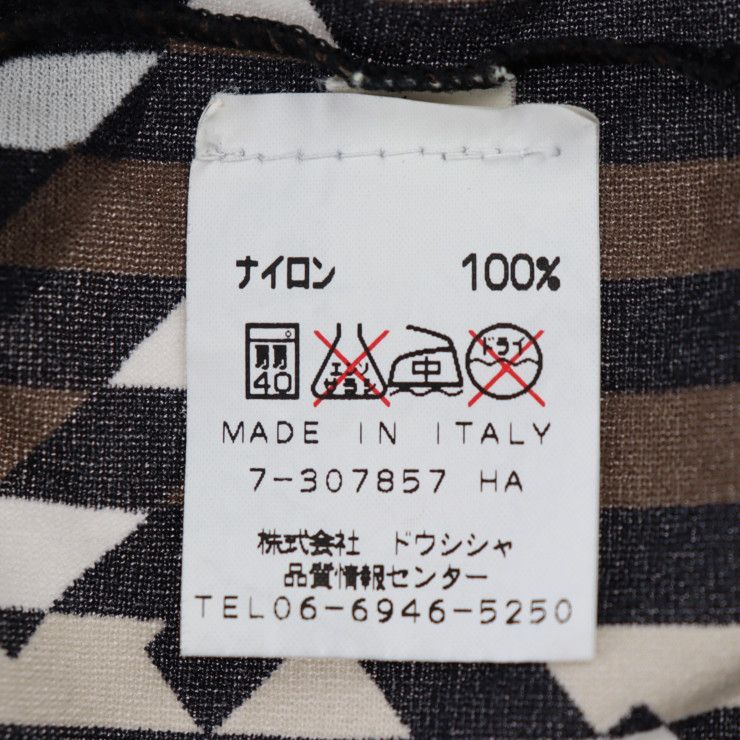 ナイロン 100%
40 エンソ サラシ 中 ドライ
MADE IN ITALY
7-307857 HA
株式会社 ドウシシャ
品質情報センター
TEL06-6946-5250